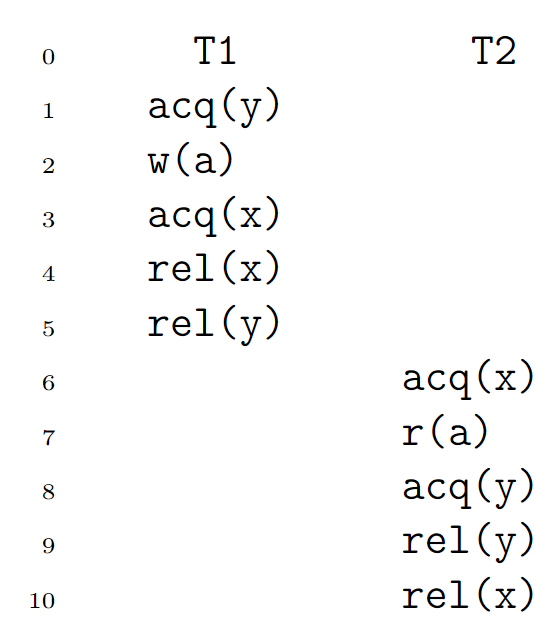 0 T1 T2
1 acq(y)
2 w(a)
3 acq(x)
4 rel(x)
5 rel(y)
6 acq(x)
7 r(a)
8 acq(y)
9 rel(y)
10 rel(x)